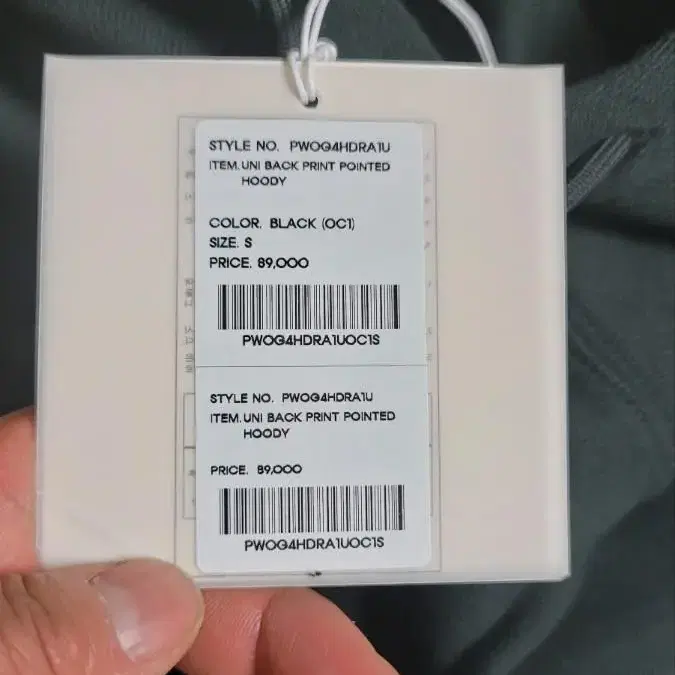 STYLE NO. PWOG4HDRA1U
ITEM. UNI BACK PRINT POINTED
HOODY
COLOR. BLACK (OC1)
SIZE. S
PRICE. 89,000
PWOG4HDRA1UOC1S
STYLE NO. PWOG4HDRA1U
ITEM. UNI BACK PRINT POINTED
HOODY
PRICE. 89,000
PWOG4HDRA1UOC1S